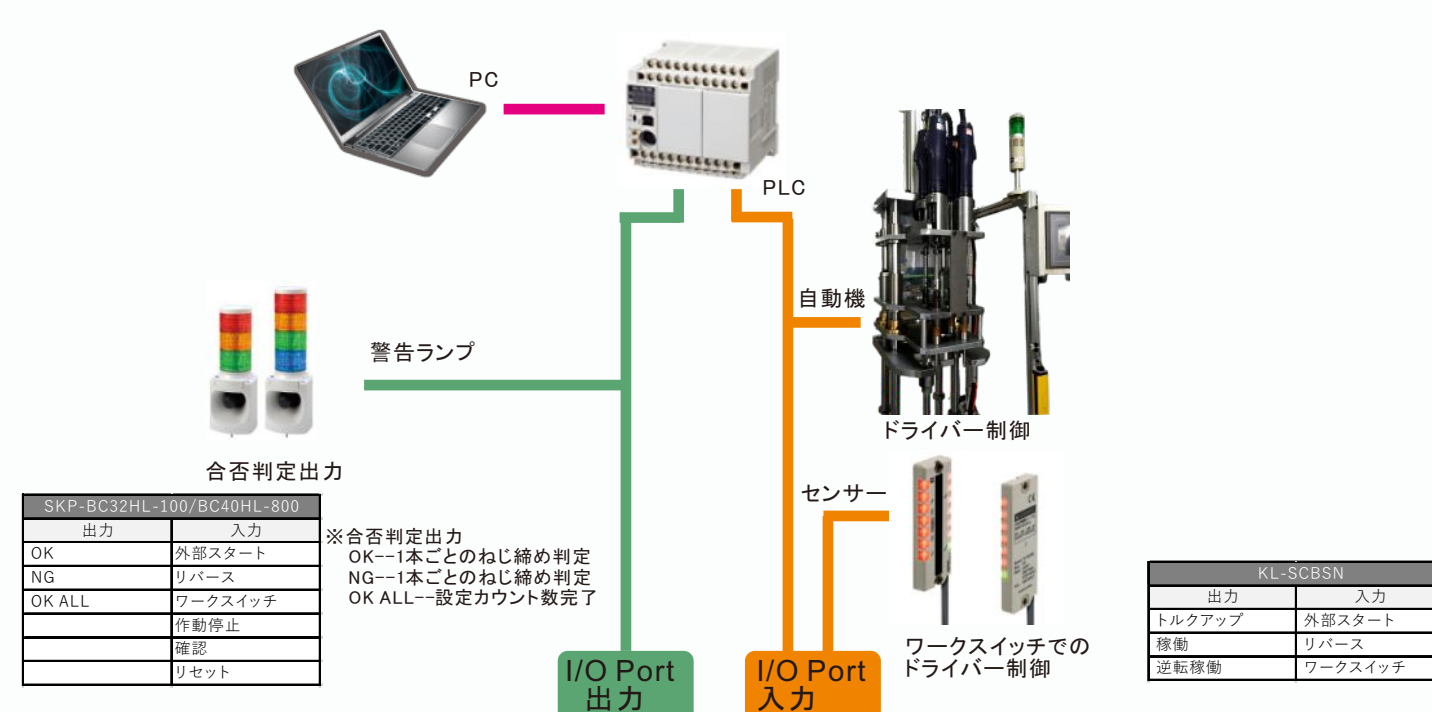 PC
PLC
自動機
警告ランプ
ドライバー制御
合否判定出力
センサー
SKP-BC32HL-100/BC40HL-800
出力 入力
OK 外部スタート
NG リバース
OK ALL ワークスイッチ
作動停止
確認
リセット
※合否判定出力
OK--1本ごとのねじ締め判定
NG--1本ごとのねじ締め判定
OK ALL--設定カウント数完了
ワークスイッチでの
ドライバー制御
I/O Port
出力
I/O Port
入力
KL-SCBSN
出力 入力
トルクアップ 外部スタート
稼働 リバース
逆転稼働 ワークスイッチ